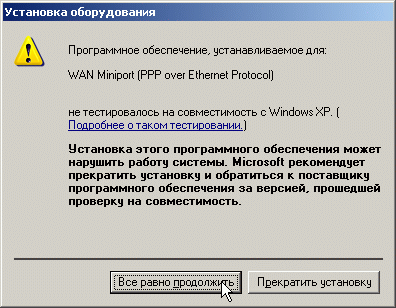 Установка оборудования
Программное обеспечение, устанавливаемое для:
WAN Miniport (PPP over Ethernet Protocol)
не тестировалось на совместимость с Windows XP. (
Подробнее о таком тестировании.)
Установка этого программного обеспечения может
нарушить работу системы. Microsoft рекомендует
прекратить установку и обратиться к поставщику
программного обеспечения за версией, прошедшей
проверку на совместимость.
Все равно продолжить
Прекратить установку